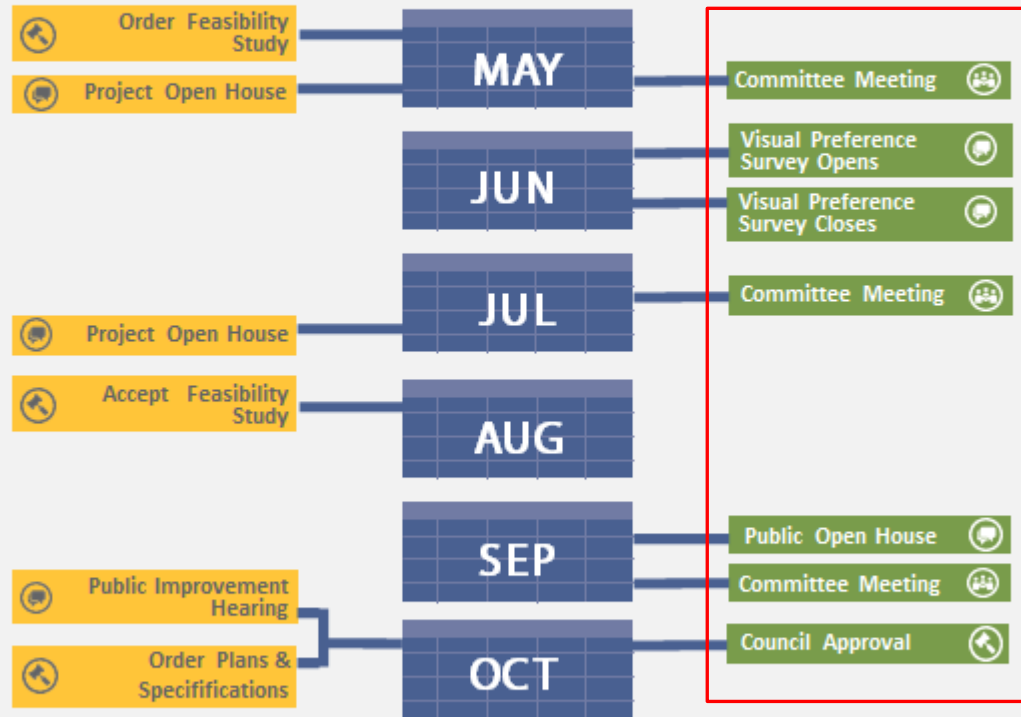 Order Feasibility
Study
Project Open House
MAY
Committee Meeting
JUN
Visual Preference
Survey Opens
Visual Preference
Survey Closes
JUL
Committee Meeting
Project Open House
Accept Feasibility
Study
AUG
SEP
Public Open House
Committee Meeting
Public Improvement
Hearing
Order Plans &
Specififications
OCT
Council Approval